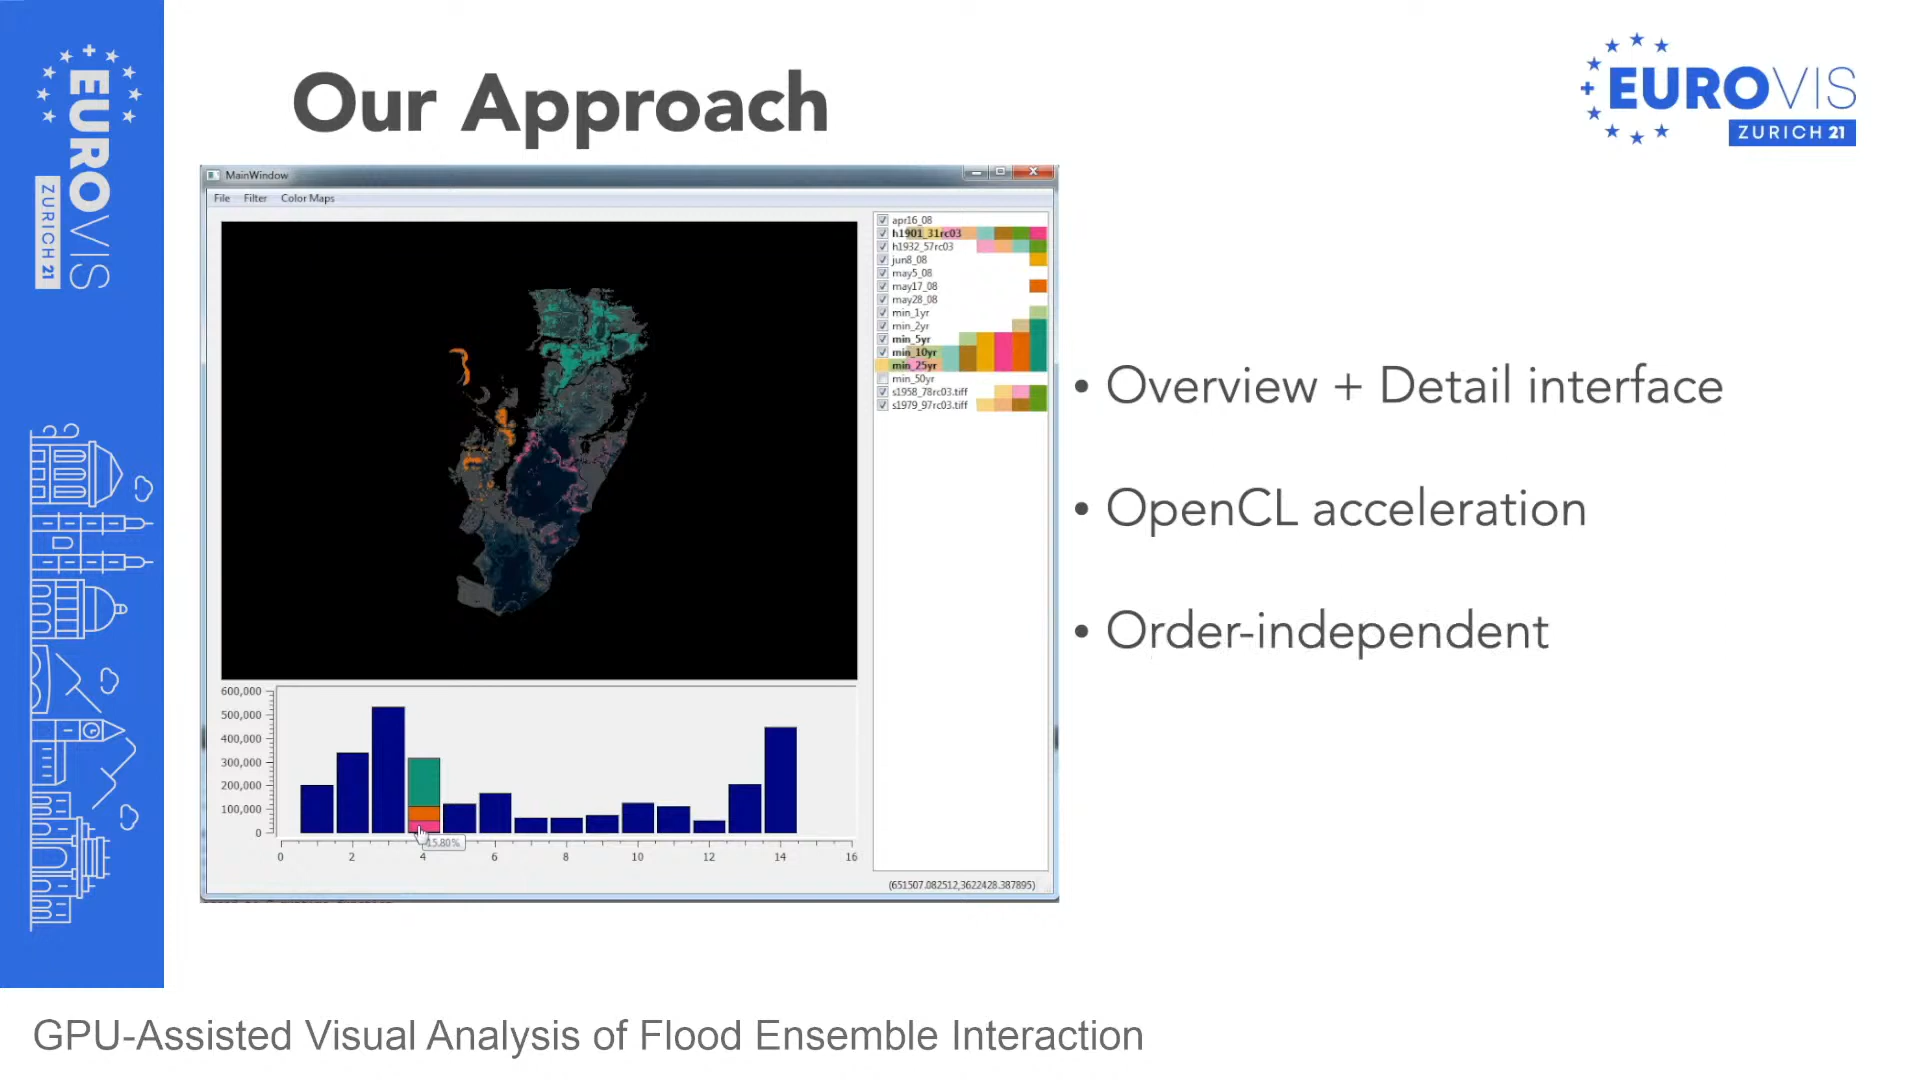 EUROVIS
ZURICH 21
Our Approach
EUROVIS
ZURICH 21
MainWindow
File Filter Color Maps
apr16_08
h1901_31rc03
h1932_57rc03
jun8_08
may5_08
may17_08
may28_08
min_1yr
min_2yr
min_5yr
min_10yr
min_25yr
min_50yr
s1958_78rc03.tiff
s1979_97rc03.tiff
600,000
500,000
400,000
300,000
200,000
100,000
0
15.80%
0 2 4 6 8 10 12 14 16
(651507.082512,3622428.387895)
• Overview + Detail interface
• OpenCL acceleration
• Order-independent
GPU-Assisted Visual Analysis of Flood Ensemble Interaction